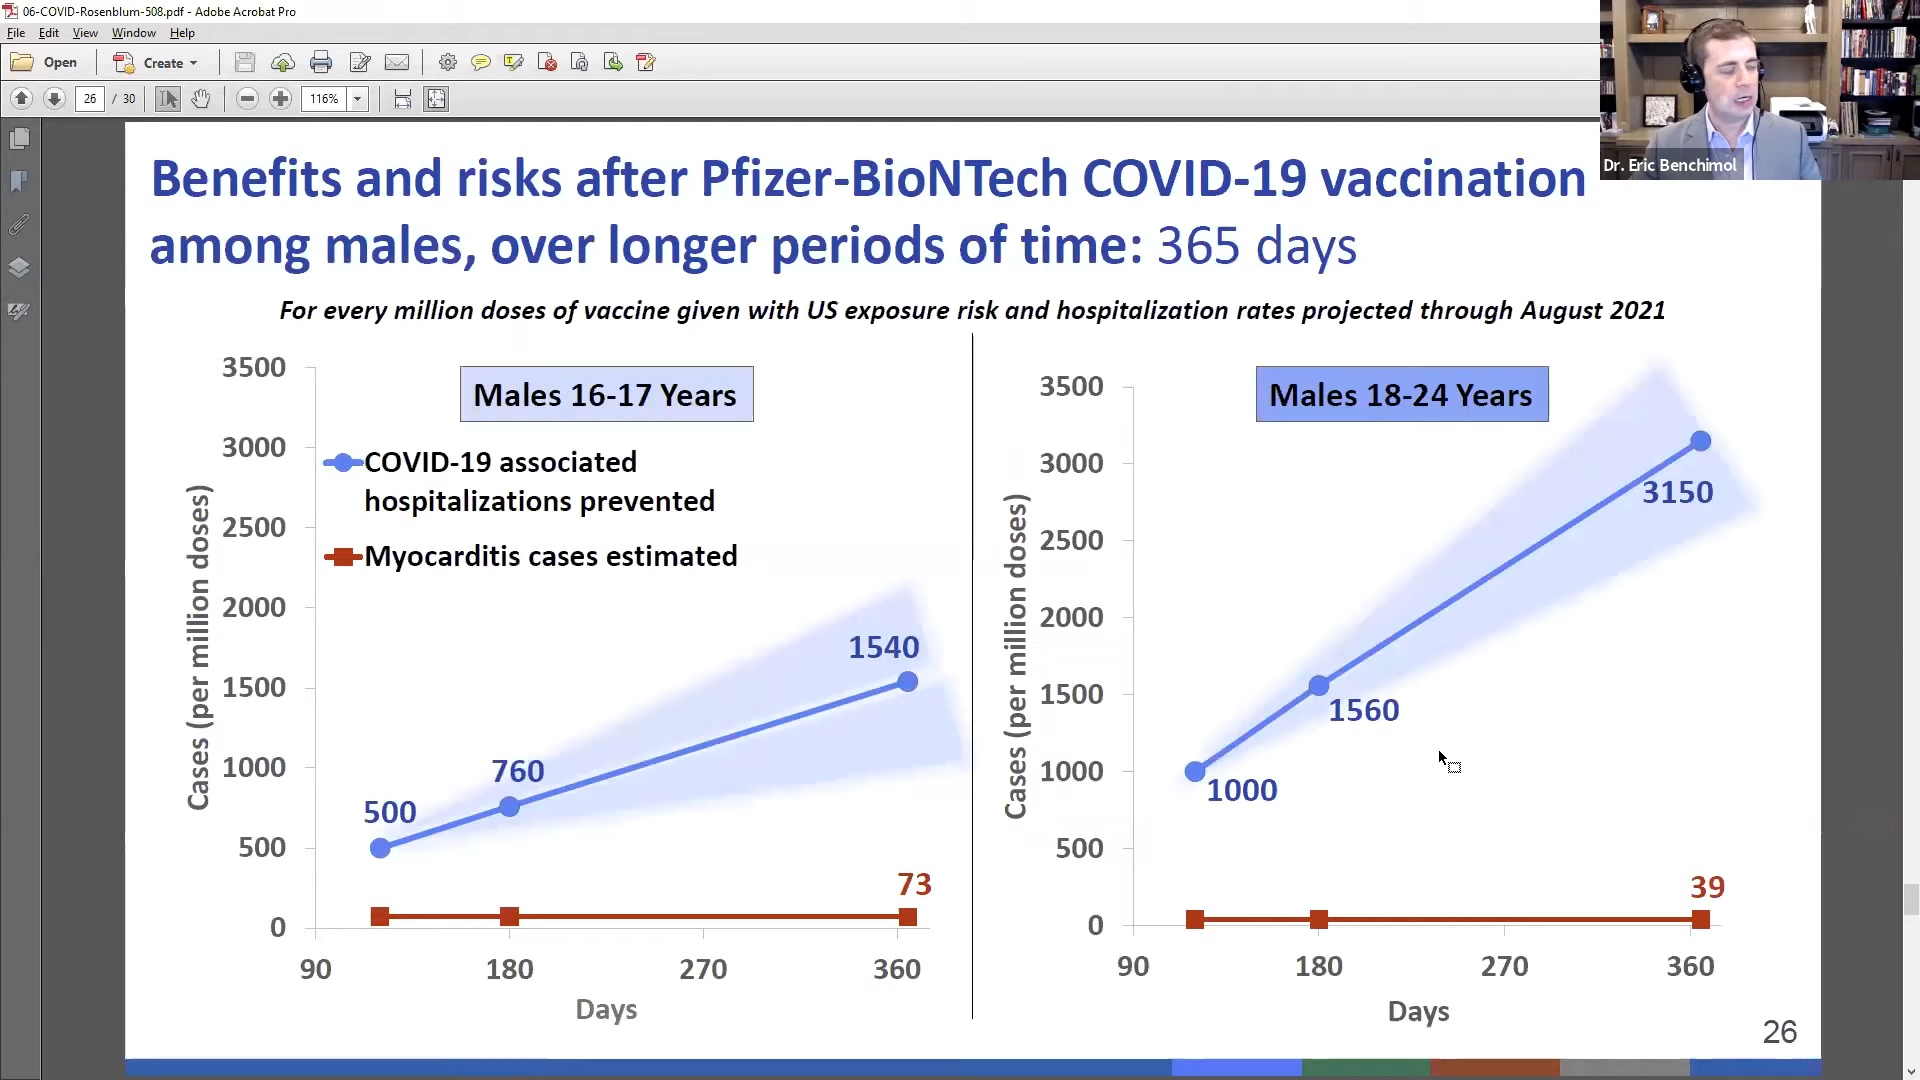 06-COVID-Rosenblum-508.pdf - Adobe Acrobat Pro
File Edit View Window Help
Open Create
26 / 30 116%
Dr. Eric Benchimol
Benefits and risks after Pfizer-BioNTech COVID-19 vaccination
among males, over longer periods of time: 365 days
For every million doses of vaccine given with US exposure risk and hospitalization rates projected through August 2021
Males 16-17 Years
COVID-19 associated
hospitalizations prevented
Myocarditis cases estimated
Cases (per million doses)
3500
3000
2500
2000
1500
1000
500
0
500
760
1540
73
90 180 270 360
Days
Males 18-24 Years
Cases (per million doses)
3500
3000
2500
2000
1500
1000
500
0
1000
1560
3150
39
90 180 270 360
Days
26